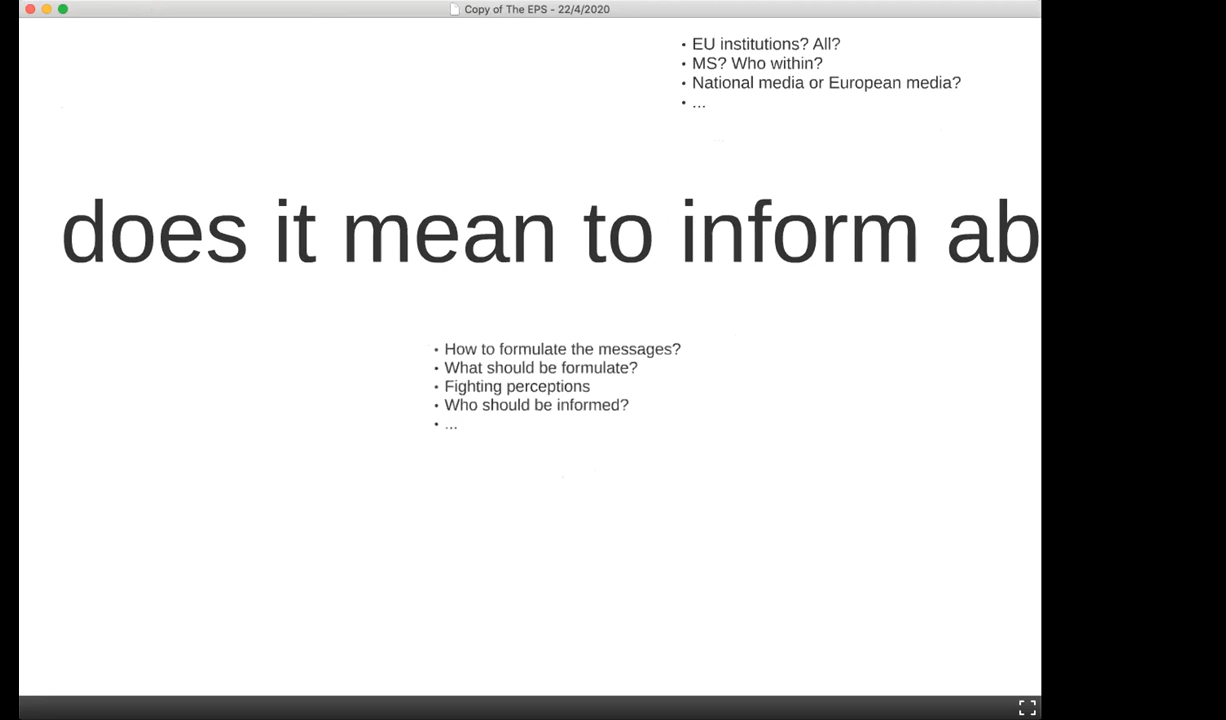 Copy of The EPS - 22/4/2020
• EU institutions? All?
• MS? Who within?
• National media or European media?
• ...
does it mean to inform ab
• How to formulate the messages?
• What should be formulate?
• Fighting perceptions
• Who should be informed?
• ...